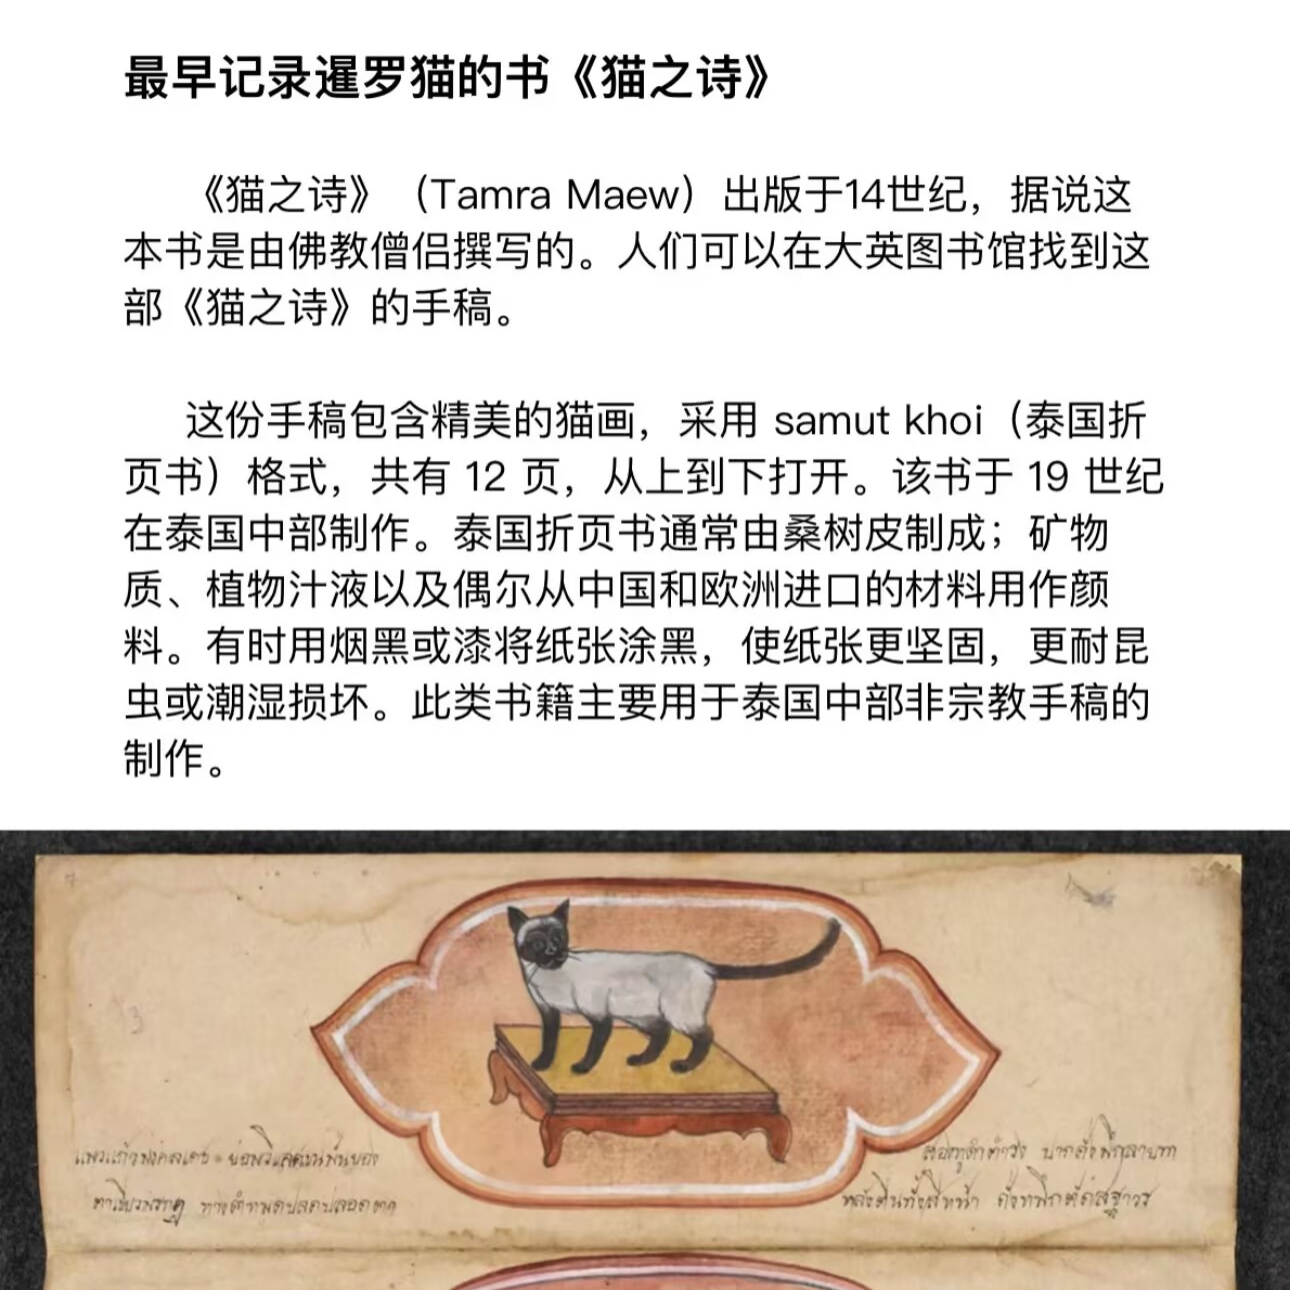 最早记录暹罗猫的书《猫之诗》
《猫之诗》（Tamra Maew）出版于14世纪，据说这
本书是由佛教僧侣撰写的。人们可以在大英图书馆找到这
部《猫之诗》的手稿。
这份手稿包含精美的猫画，采用 samut khoi（泰国折
页书）格式，共有 12 页，从上到下打开。该书于 19 世纪
在泰国中部制作。泰国折页书通常由桑树皮制成；矿物
质、植物汁液以及偶尔从中国和欧洲进口的材料用作颜
料。有时用烟黑或漆将纸张涂黑，使纸张更坚固，更耐昆
虫或潮湿损坏。此类书籍主要用于泰国中部非宗教手稿的
制作。